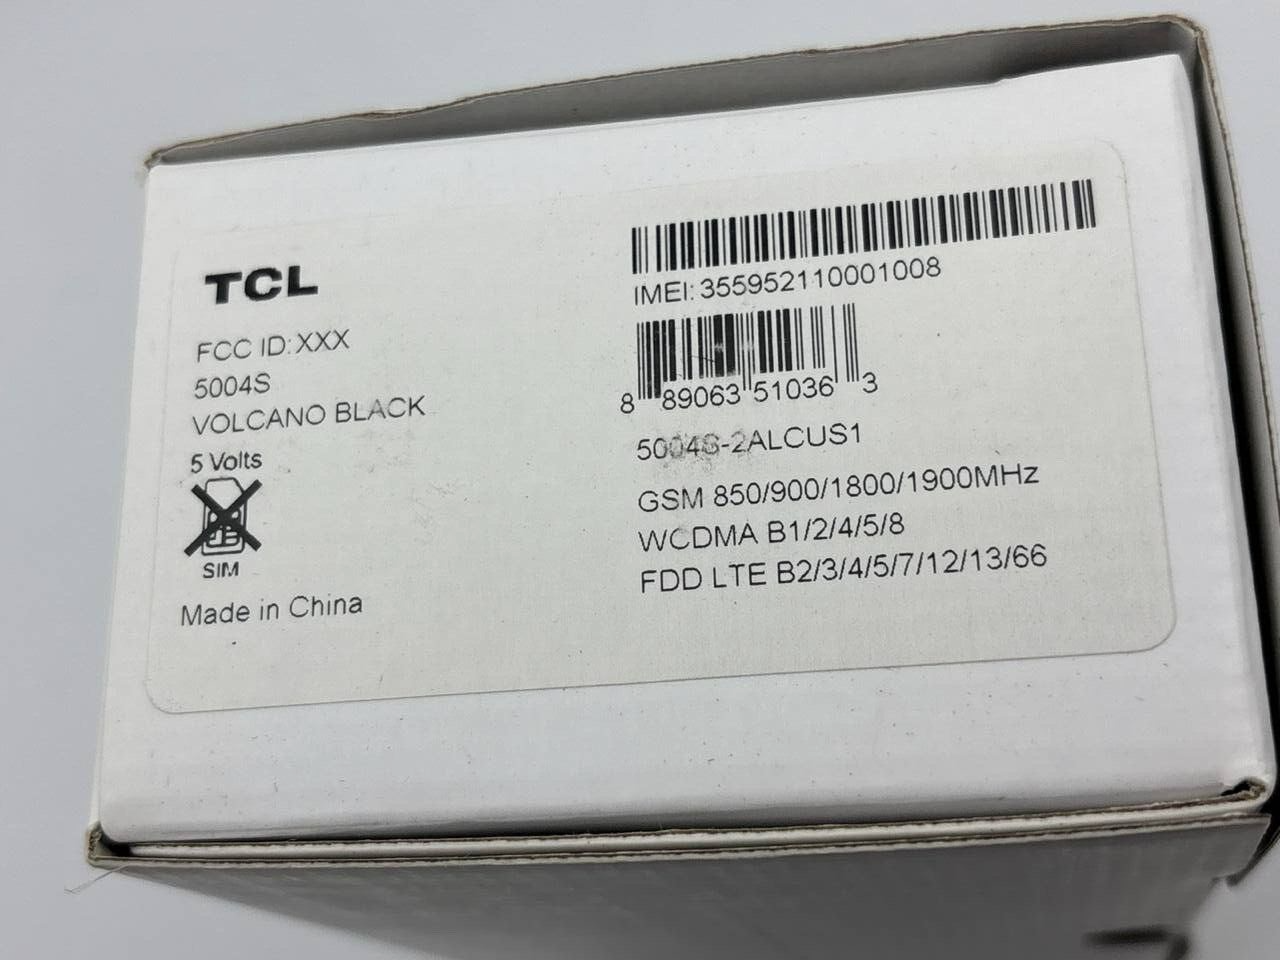 TCL
FCC ID: XXX
5004S
VOLCANO BLACK
5 Volts
SIM
Made in China
IMEI: 355952110001008
8 89063 51036 3
5004S-2ALCUS1
GSM 850/900/1800/1900MHz
WCDMA B1/2/4/5/8
FDD LTE B2/3/4/5/7/12/13/66